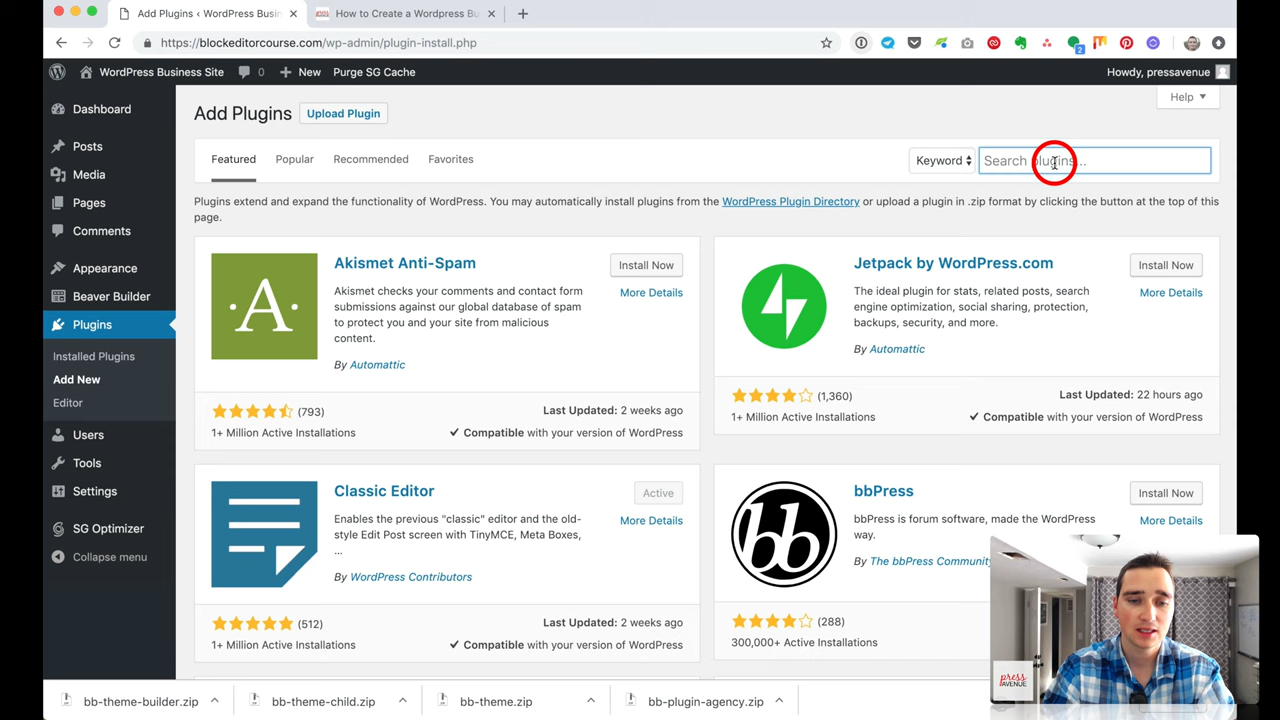 Add Plugins ‹ WordPress Busin ×
How to Create a Wordpress Bu ×
https://blockeditorcourse.com/wp-admin/plugin-install.php
2
WordPress Business Site
0
New
Purge SG Cache
Howdy, pressavenue
Dashboard
Posts
Media
Pages
Comments
Appearance
Beaver Builder
Plugins
Installed Plugins
Add New
Editor
Users
Tools
Settings
SG Optimizer
Collapse menu
Add Plugins
Upload Plugin
Help
Featured
Popular
Recommended
Favorites
Keyword
Search plugins...
Plugins extend and expand the functionality of WordPress. You may automatically install plugins from the WordPress Plugin Directory or upload a plugin in .zip format by clicking the button at the top of this
page.
Akismet Anti-Spam
Install Now
More Details
Akismet checks your comments and contact form
submissions against our global database of spam
to protect you and your site from malicious
content.
By Automattic
(793)
1+ Million Active Installations
Last Updated: 2 weeks ago
Compatible with your version of WordPress
Jetpack by WordPress.com
Install Now
More Details
The ideal plugin for stats, related posts, search
engine optimization, social sharing, protection,
backups, security, and more.
By Automattic
(1,360)
1+ Million Active Installations
Last Updated: 22 hours ago
Compatible with your version of WordPress
Classic Editor
Active
More Details
Enables the previous "classic" editor and the old-
style Edit Post screen with TinyMCE, Meta Boxes,
...
By WordPress Contributors
(512)
1+ Million Active Installations
Last Updated: 2 weeks ago
Compatible with your version of WordPress
bb
bbPress
Install Now
More Details
bbPress is forum software, made the WordPress
way.
By The bbPress Community
(288)
300,000+ Active Installations
press
AVENUE
bb-theme-builder.zip
bb-theme-child.zip
bb-theme.zip
bb-plugin-agency.zip